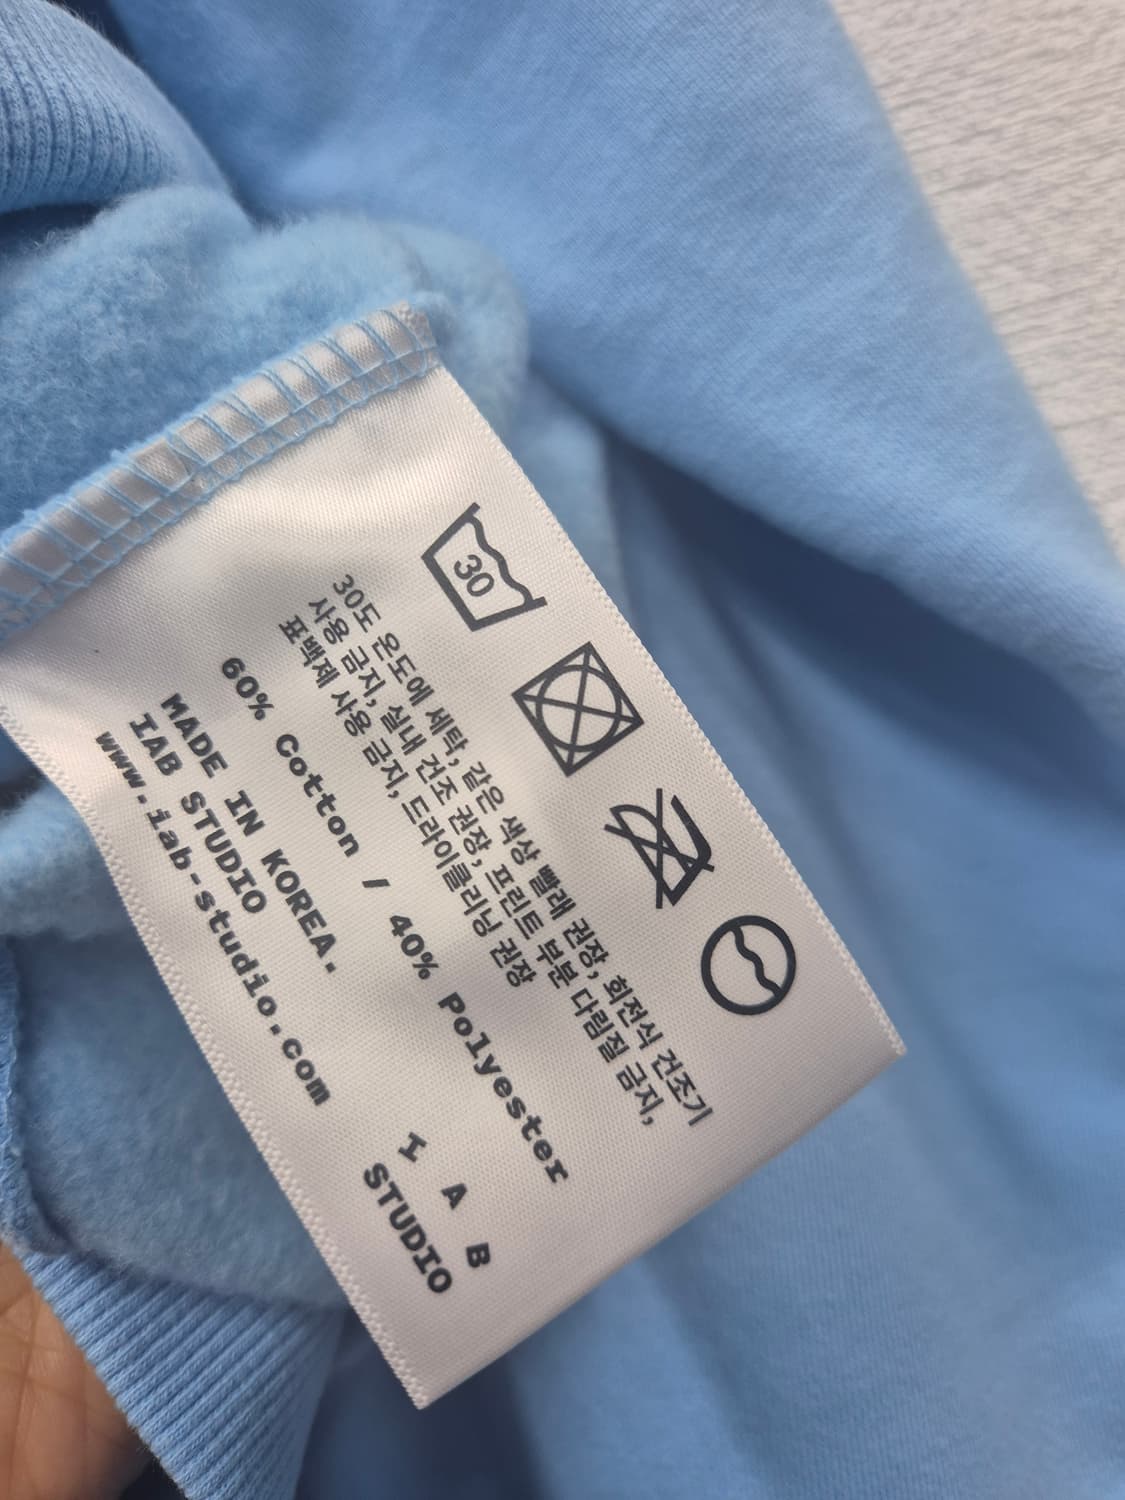 30
30도 온도에 세탁, 같은 색상 빨래 권장, 회전식 건조기
사용 금지, 실내 건조 권장, 프린트 부분 다림질 금지,
표백제 사용 금지, 드라이클리닝 권장
60% Cotton / 40% Polyester
MADE IN KOREA.
IAB STUDIO
www.iab-studio.com
I A B
STUDIO